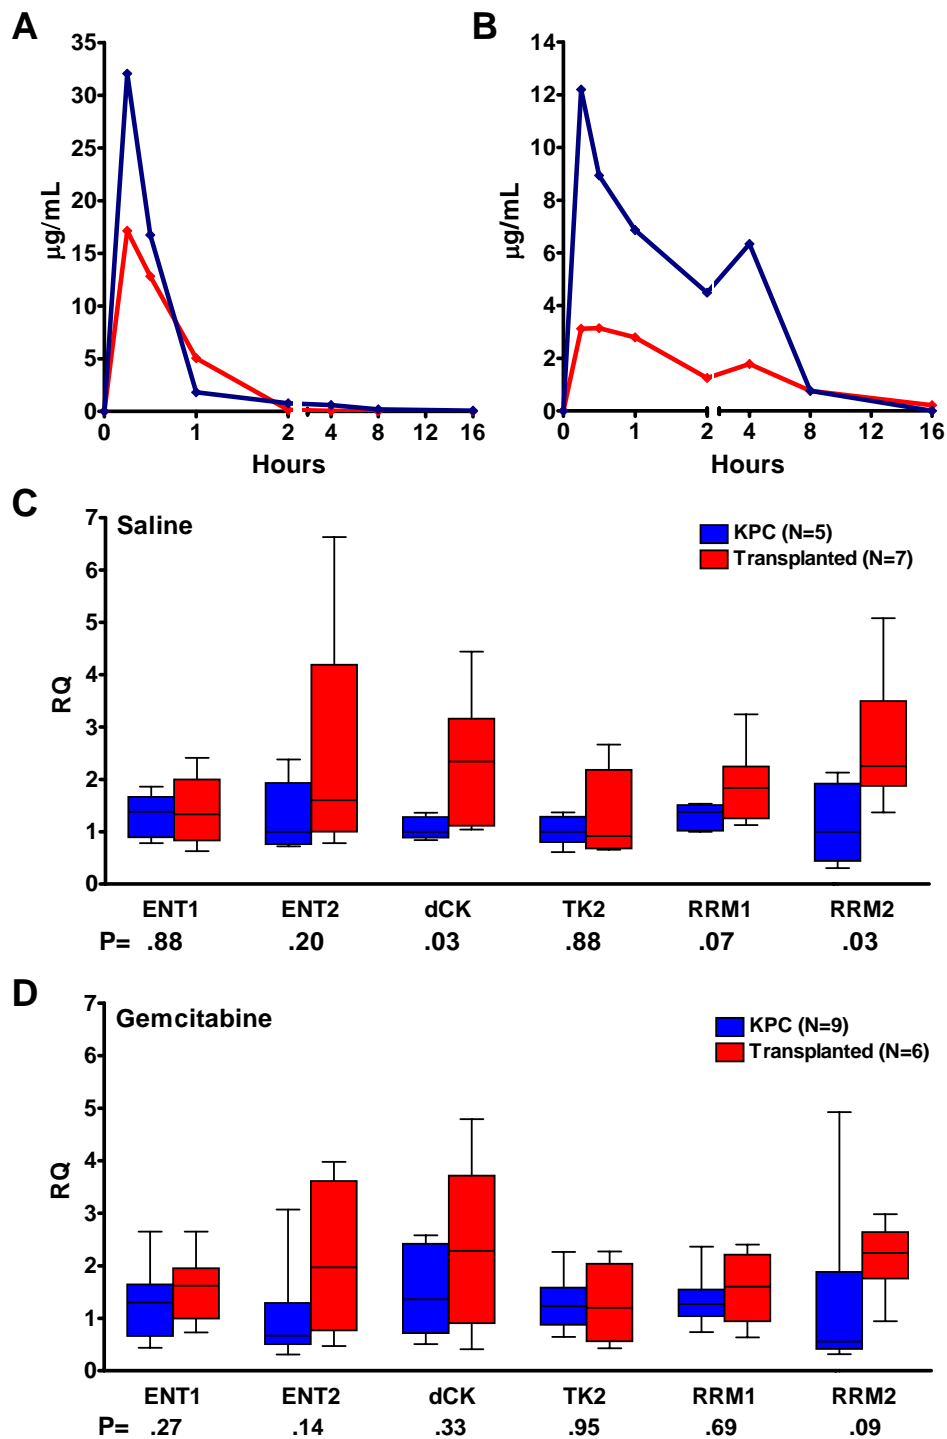 A
B
35
30
25
20
15
10
5
0
µg/mL
0 1 2 4 8 12 16
Hours
14
12
10
8
6
4
2
0
µg/mL
0 1 2 4 8 12 16
Hours
C
Saline
KPC (N=5)
Transplanted (N=7)
7
6
5
4
3
2
1
0
RQ
ENT1 ENT2 dCK TK2 RRM1 RRM2
P= .88 .20 .03 .88 .07 .03
D
Gemcitabine
KPC (N=9)
Transplanted (N=6)
7
6
5
4
3
2
1
0
RQ
ENT1 ENT2 dCK TK2 RRM1 RRM2
P= .27 .14 .33 .95 .69 .09